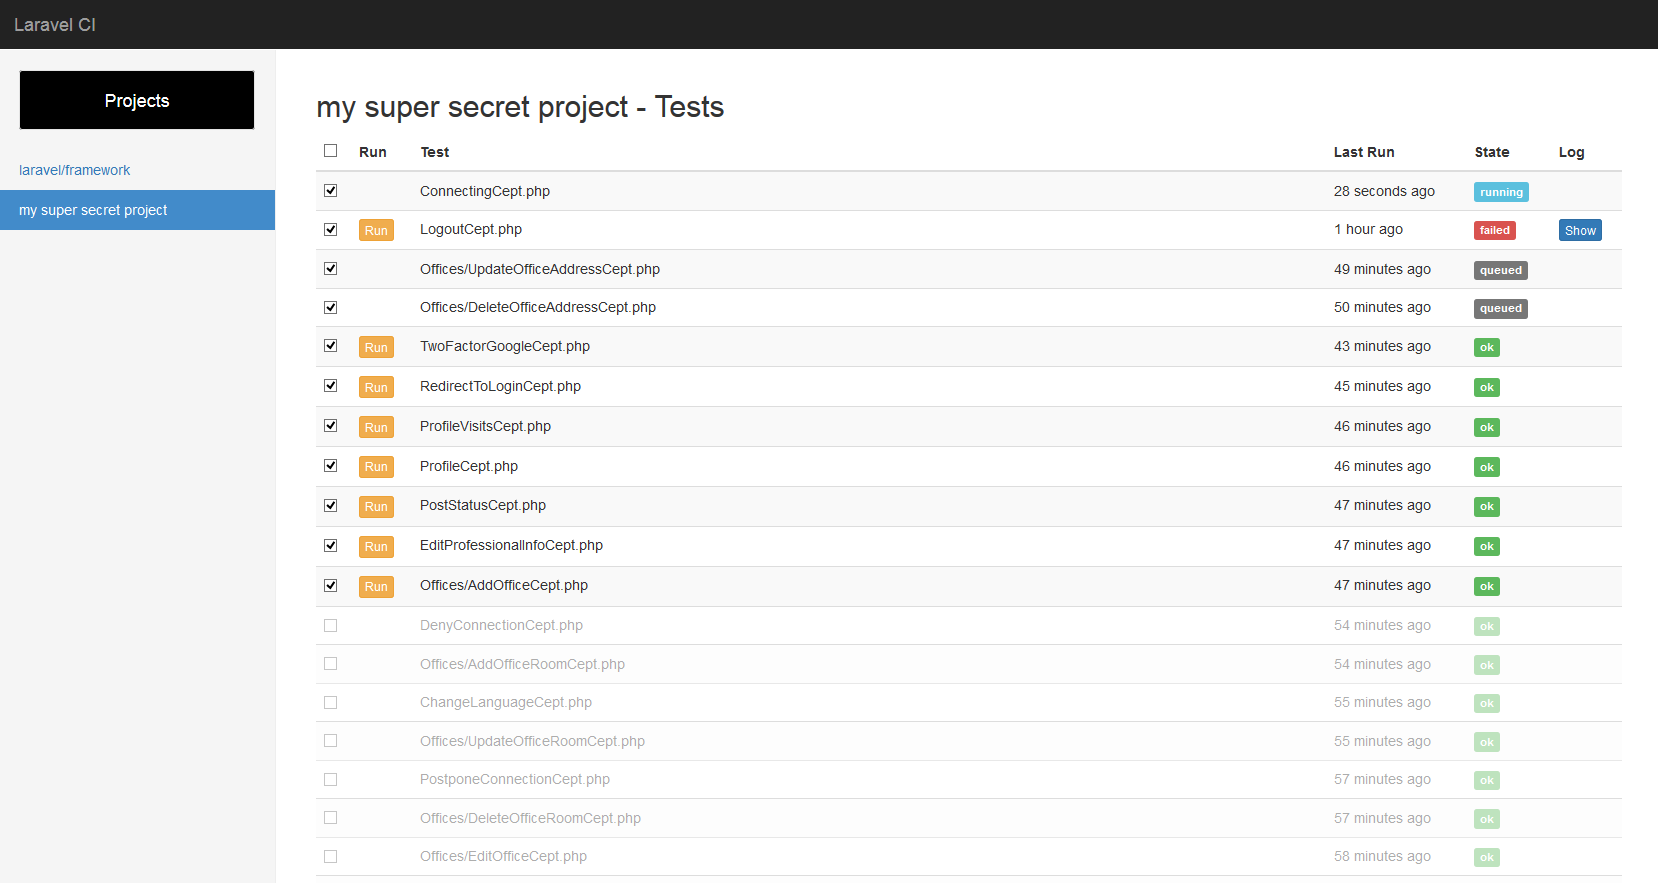 Laravel CI
Projects
laravel/framework
my super secret project
my super secret project - Tests
Run Test Last Run State Log
ConnectingCept.php 28 seconds ago running
Run LogoutCept.php 1 hour ago failed Show
Offices/UpdateOfficeAddressCept.php 49 minutes ago queued
Offices/DeleteOfficeAddressCept.php 50 minutes ago queued
Run TwoFactorGoogleCept.php 43 minutes ago ok
Run RedirectToLoginCept.php 45 minutes ago ok
Run ProfileVisitsCept.php 46 minutes ago ok
Run ProfileCept.php 46 minutes ago ok
Run PostStatusCept.php 47 minutes ago ok
Run EditProfessionalInfoCept.php 47 minutes ago ok
Run Offices/AddOfficeCept.php 47 minutes ago ok
DenyConnectionCept.php 54 minutes ago ok
Offices/AddOfficeRoomCept.php 54 minutes ago ok
ChangeLanguageCept.php 55 minutes ago ok
Offices/UpdateOfficeRoomCept.php 55 minutes ago ok
PostponeConnectionCept.php 57 minutes ago ok
Offices/DeleteOfficeRoomCept.php 57 minutes ago ok
Offices/EditOfficeCept.php 58 minutes ago ok